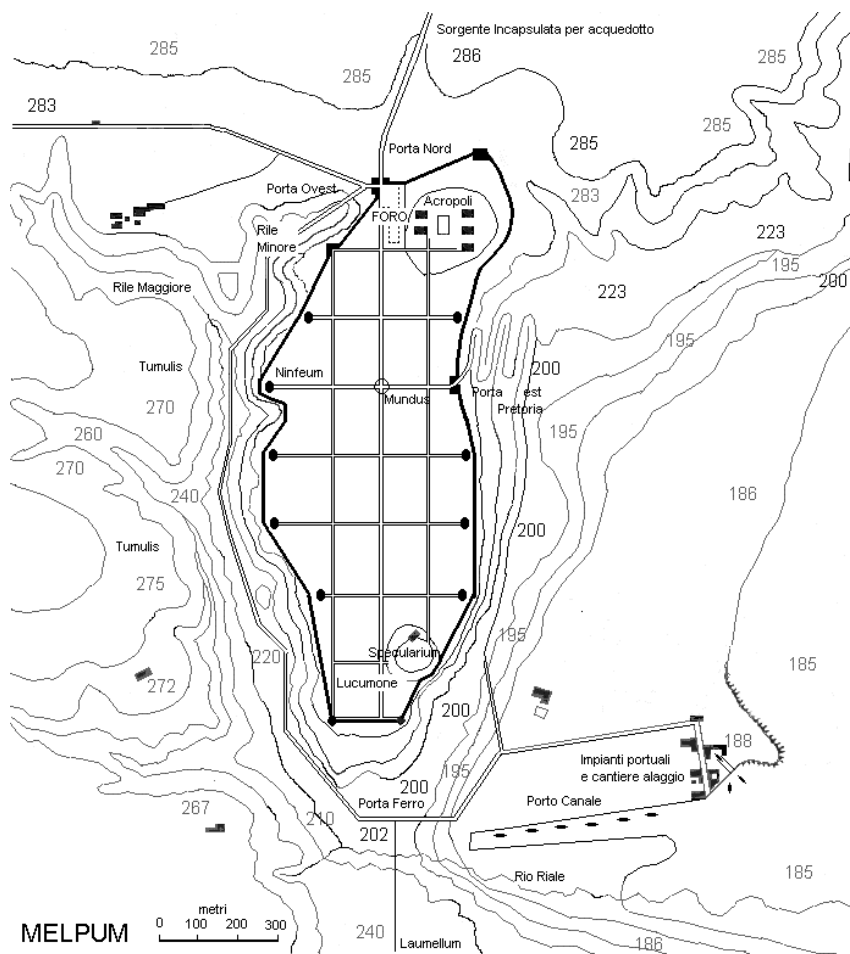 Sorgente Incapsulata per acquedotto
285
285
286
285
283
285
285
Porta Nord
Porta Ovest
283
Acropoli
FORO
Rile
Minore
223
195
200
Rile Maggiore
223
195
Tumulis
Ninfeum
200
270
Mundus
Porta est
Pretoria
260
195
270
186
240
200
Tumulis
275
195
220
Specularium
272
Lucumone
185
200
188
195
Impianti portuali
e cantiere alaggio
200
Porta Ferro
Porto Canale
267
210
202
Rio Riale
185
240
186
metri
0 100 200 300
MELPUM
Laumellum